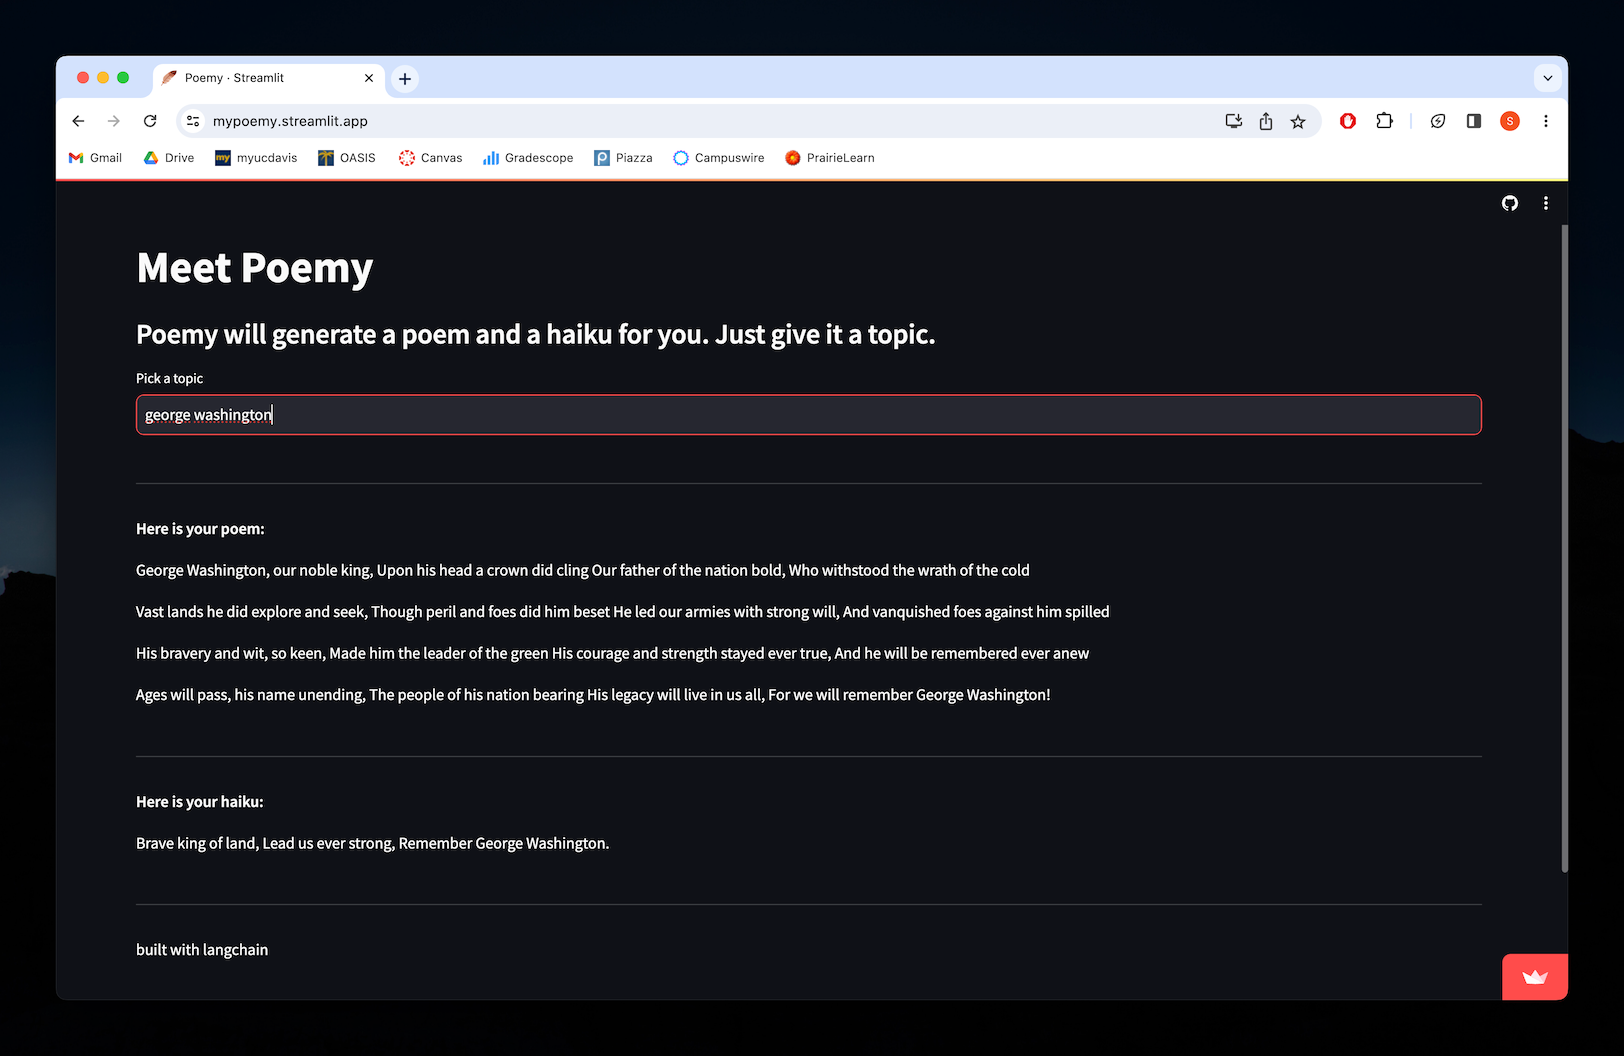 Poemy · Streamlit
mypoemy.streamlit.app
S
Gmail Drive my myucdavis OASIS Canvas Gradescope Piazza Campuswire PrairieLearn
Meet Poemy
Poemy will generate a poem and a haiku for you. Just give it a topic.
Pick a topic
george washington
Here is your poem:
George Washington, our noble king, Upon his head a crown did cling Our father of the nation bold, Who withstood the wrath of the cold
Vast lands he did explore and seek, Though peril and foes did him beset He led our armies with strong will, And vanquished foes against him spilled
His bravery and wit, so keen, Made him the leader of the green His courage and strength stayed ever true, And he will be remembered ever anew
Ages will pass, his name unending, The people of his nation bearing His legacy will live in us all, For we will remember George Washington!
Here is your haiku:
Brave king of land, Lead us ever strong, Remember George Washington.
built with langchain